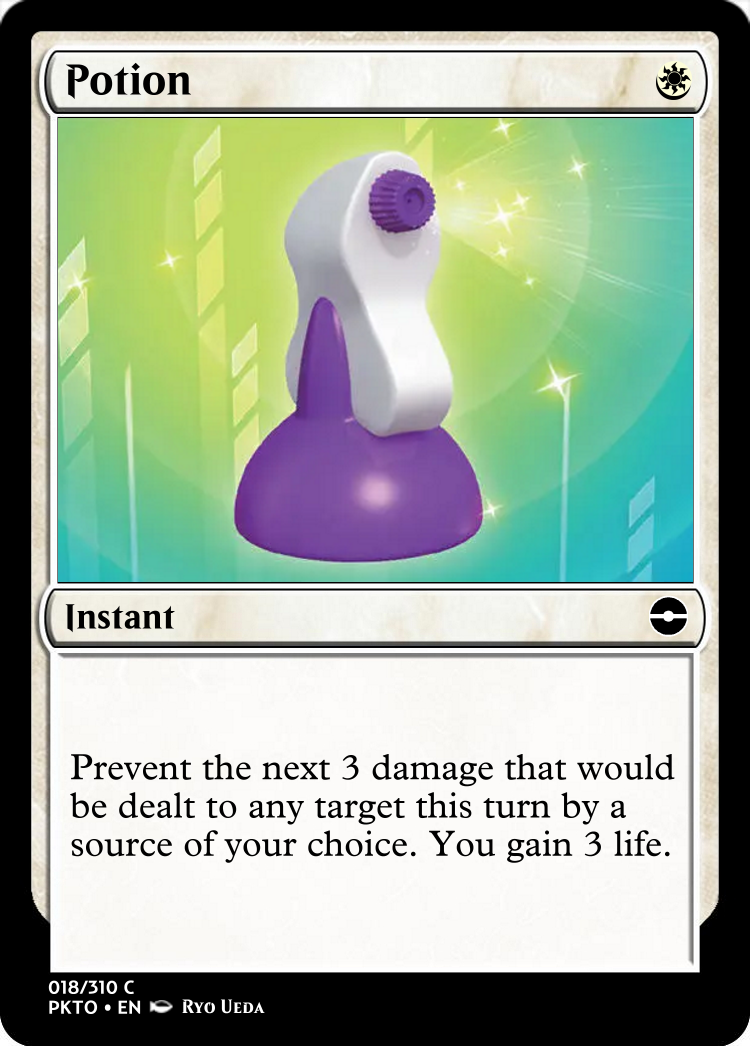 Potion
Instant
Prevent the next 3 damage that would
be dealt to any target this turn by a
source of your choice. You gain 3 life.
018/310 C
PKTO • EN Ryo Ueda